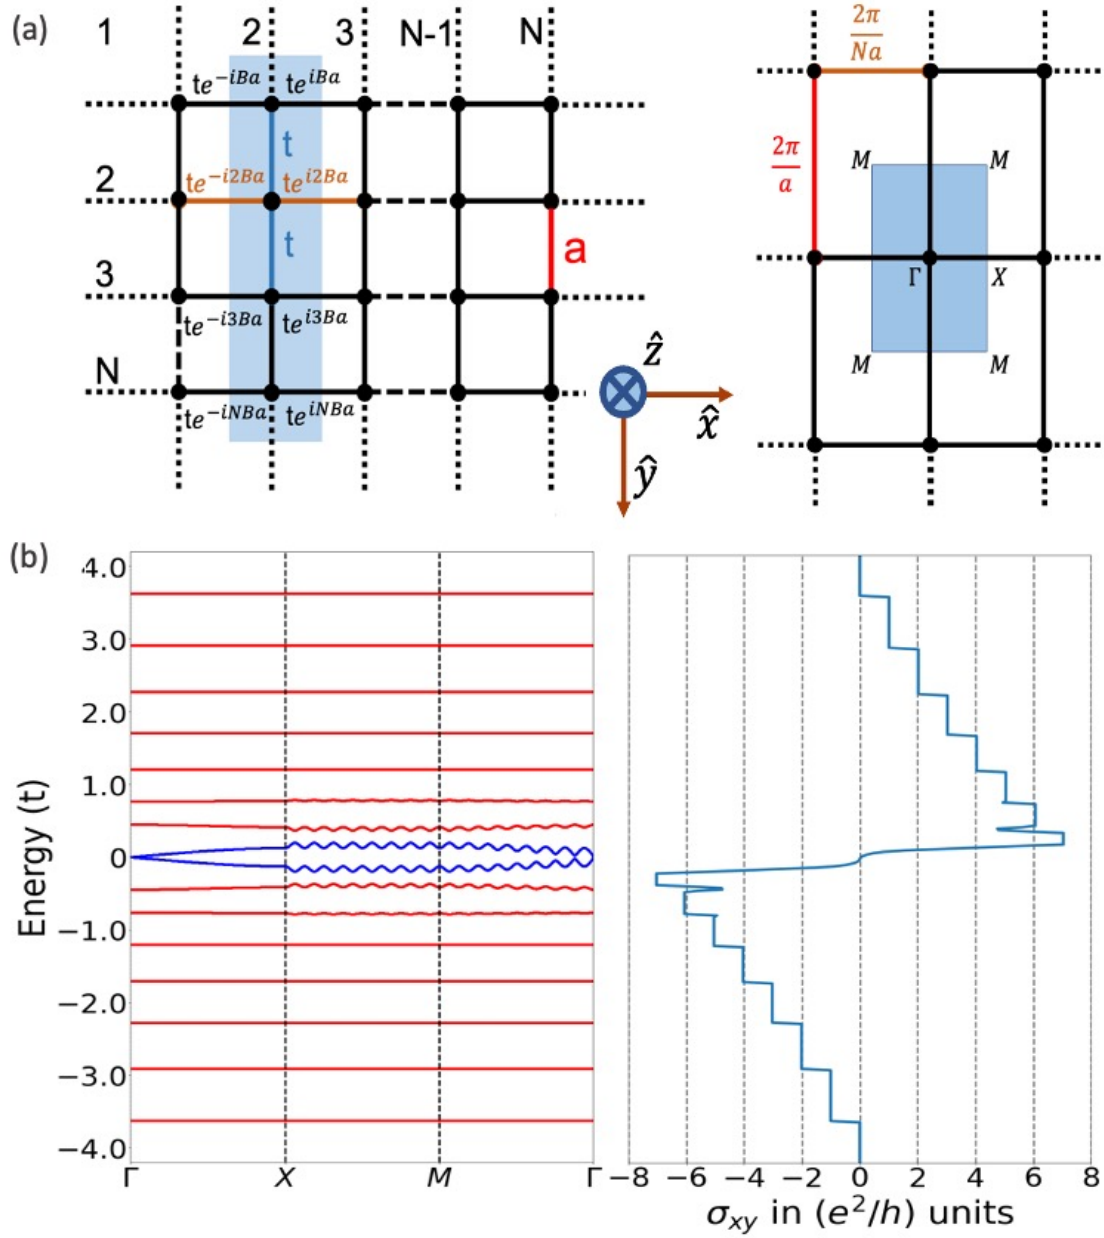 (a)
1 2 3 N-1 N
te^{-iBa} te^{iBa}
t
2 te^{-i2Ba} te^{i2Ba}
t a
3
te^{-i3Ba} te^{i3Ba}
N
te^{-iNBa} te^{iNBa}
ẑ
x̂
ŷ
2π/Na
2π/a
M M
Γ X
M M
(b)
4.0
3.0
2.0
1.0
0
−1.0
−2.0
−3.0
−4.0
Energy (t)
Γ X M Γ
−8 −6 −4 −2 0 2 4 6 8
σ_{xy} in (e²/h) units